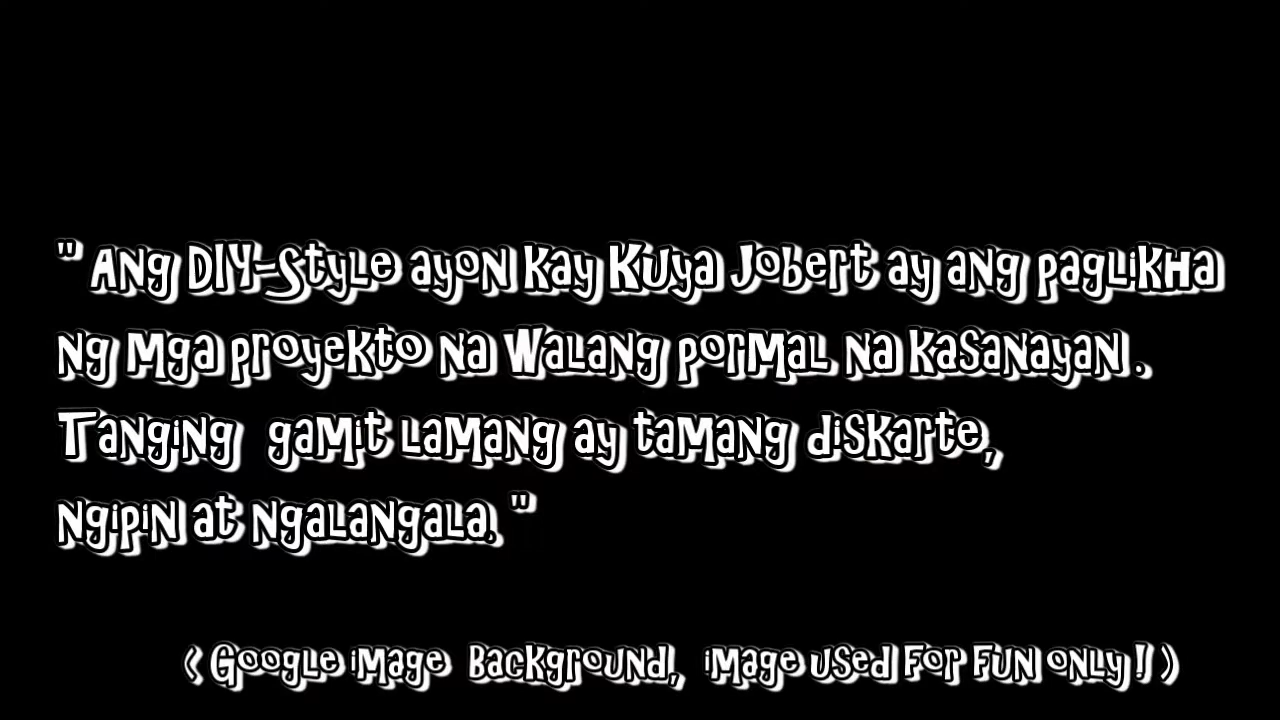 " Ang DIY-Style ayon kay Kuya Jobert ay ang paglikha
ng mga proyekto na walang pormal na kasanayan .
Tanging gamit lamang ay tamang diskarte,
ngipin at ngalangala. "
( Google image Background, image used for fun only ! )